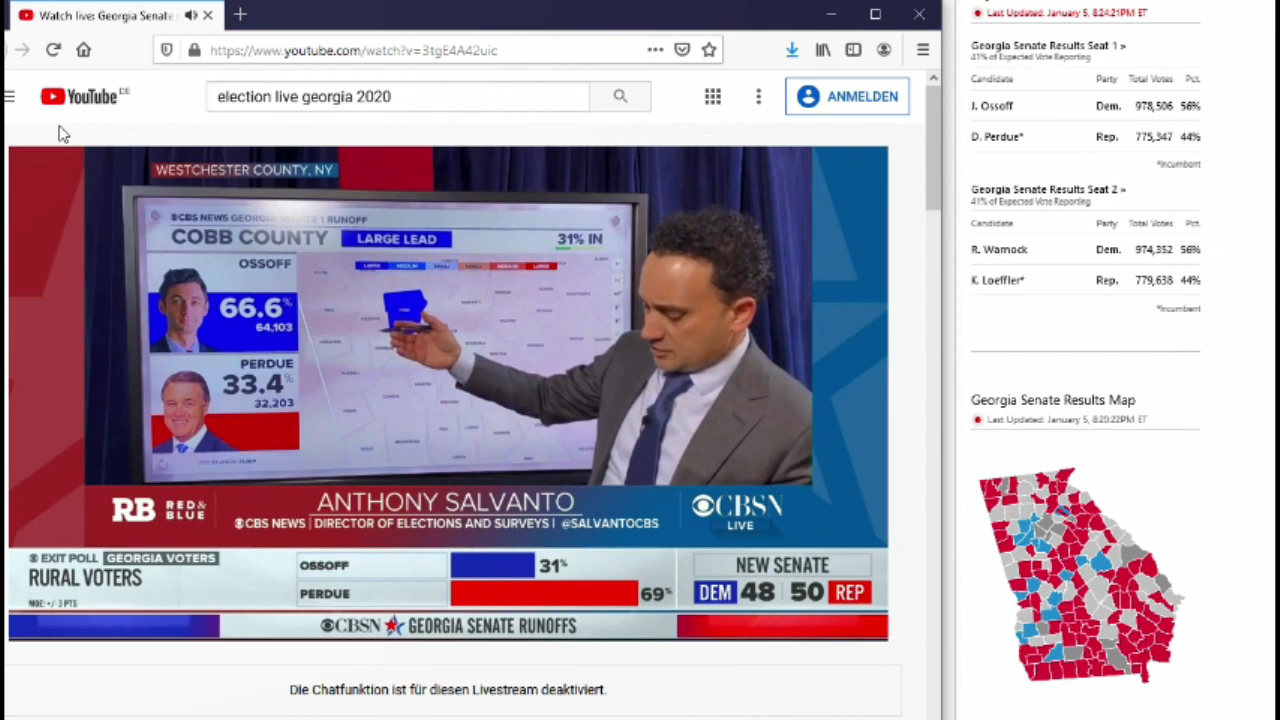 Watch live: Georgia Senate
https://www.youtube.com/watch?v=3tgE4A42uic
YouTube DE
election live georgia 2020
ANMELDEN
WESTCHESTER COUNTY, NY
COBB COUNTY
LARGE LEAD
31% IN
OSSOFF
66.6%
64,103
PERDUE
33.4%
32,203
RB RED& BLUE
ANTHONY SALVANTO
CBS NEWS | DIRECTOR OF ELECTIONS AND SURVEYS | @SALVANTOCBS
CBSN
LIVE
EXIT POLL GEORGIA VOTERS
RURAL VOTERS
MOE: +/- 3 PTS
OSSOFF 31%
PERDUE 69%
NEW SENATE
DEM 48 50 REP
CBSN GEORGIA SENATE RUNOFFS
Die Chatfunktion ist für diesen Livestream deaktiviert.
Last Updated: January 5, 8:24:21PM ET
Georgia Senate Results Seat 1 »
41% of Expected Vote Reporting
Candidate Party Total Votes Pct.
J. Ossoff Dem. 978,506 56%
D. Perdue* Rep. 775,347 44%
*Incumbent
Georgia Senate Results Seat 2 »
41% of Expected Vote Reporting
Candidate Party Total Votes Pct.
R. Warnock Dem. 974,352 56%
K. Loeffler* Rep. 779,638 44%
*Incumbent
Georgia Senate Results Map
Last Updated: January 5, 8:20:22PM ET